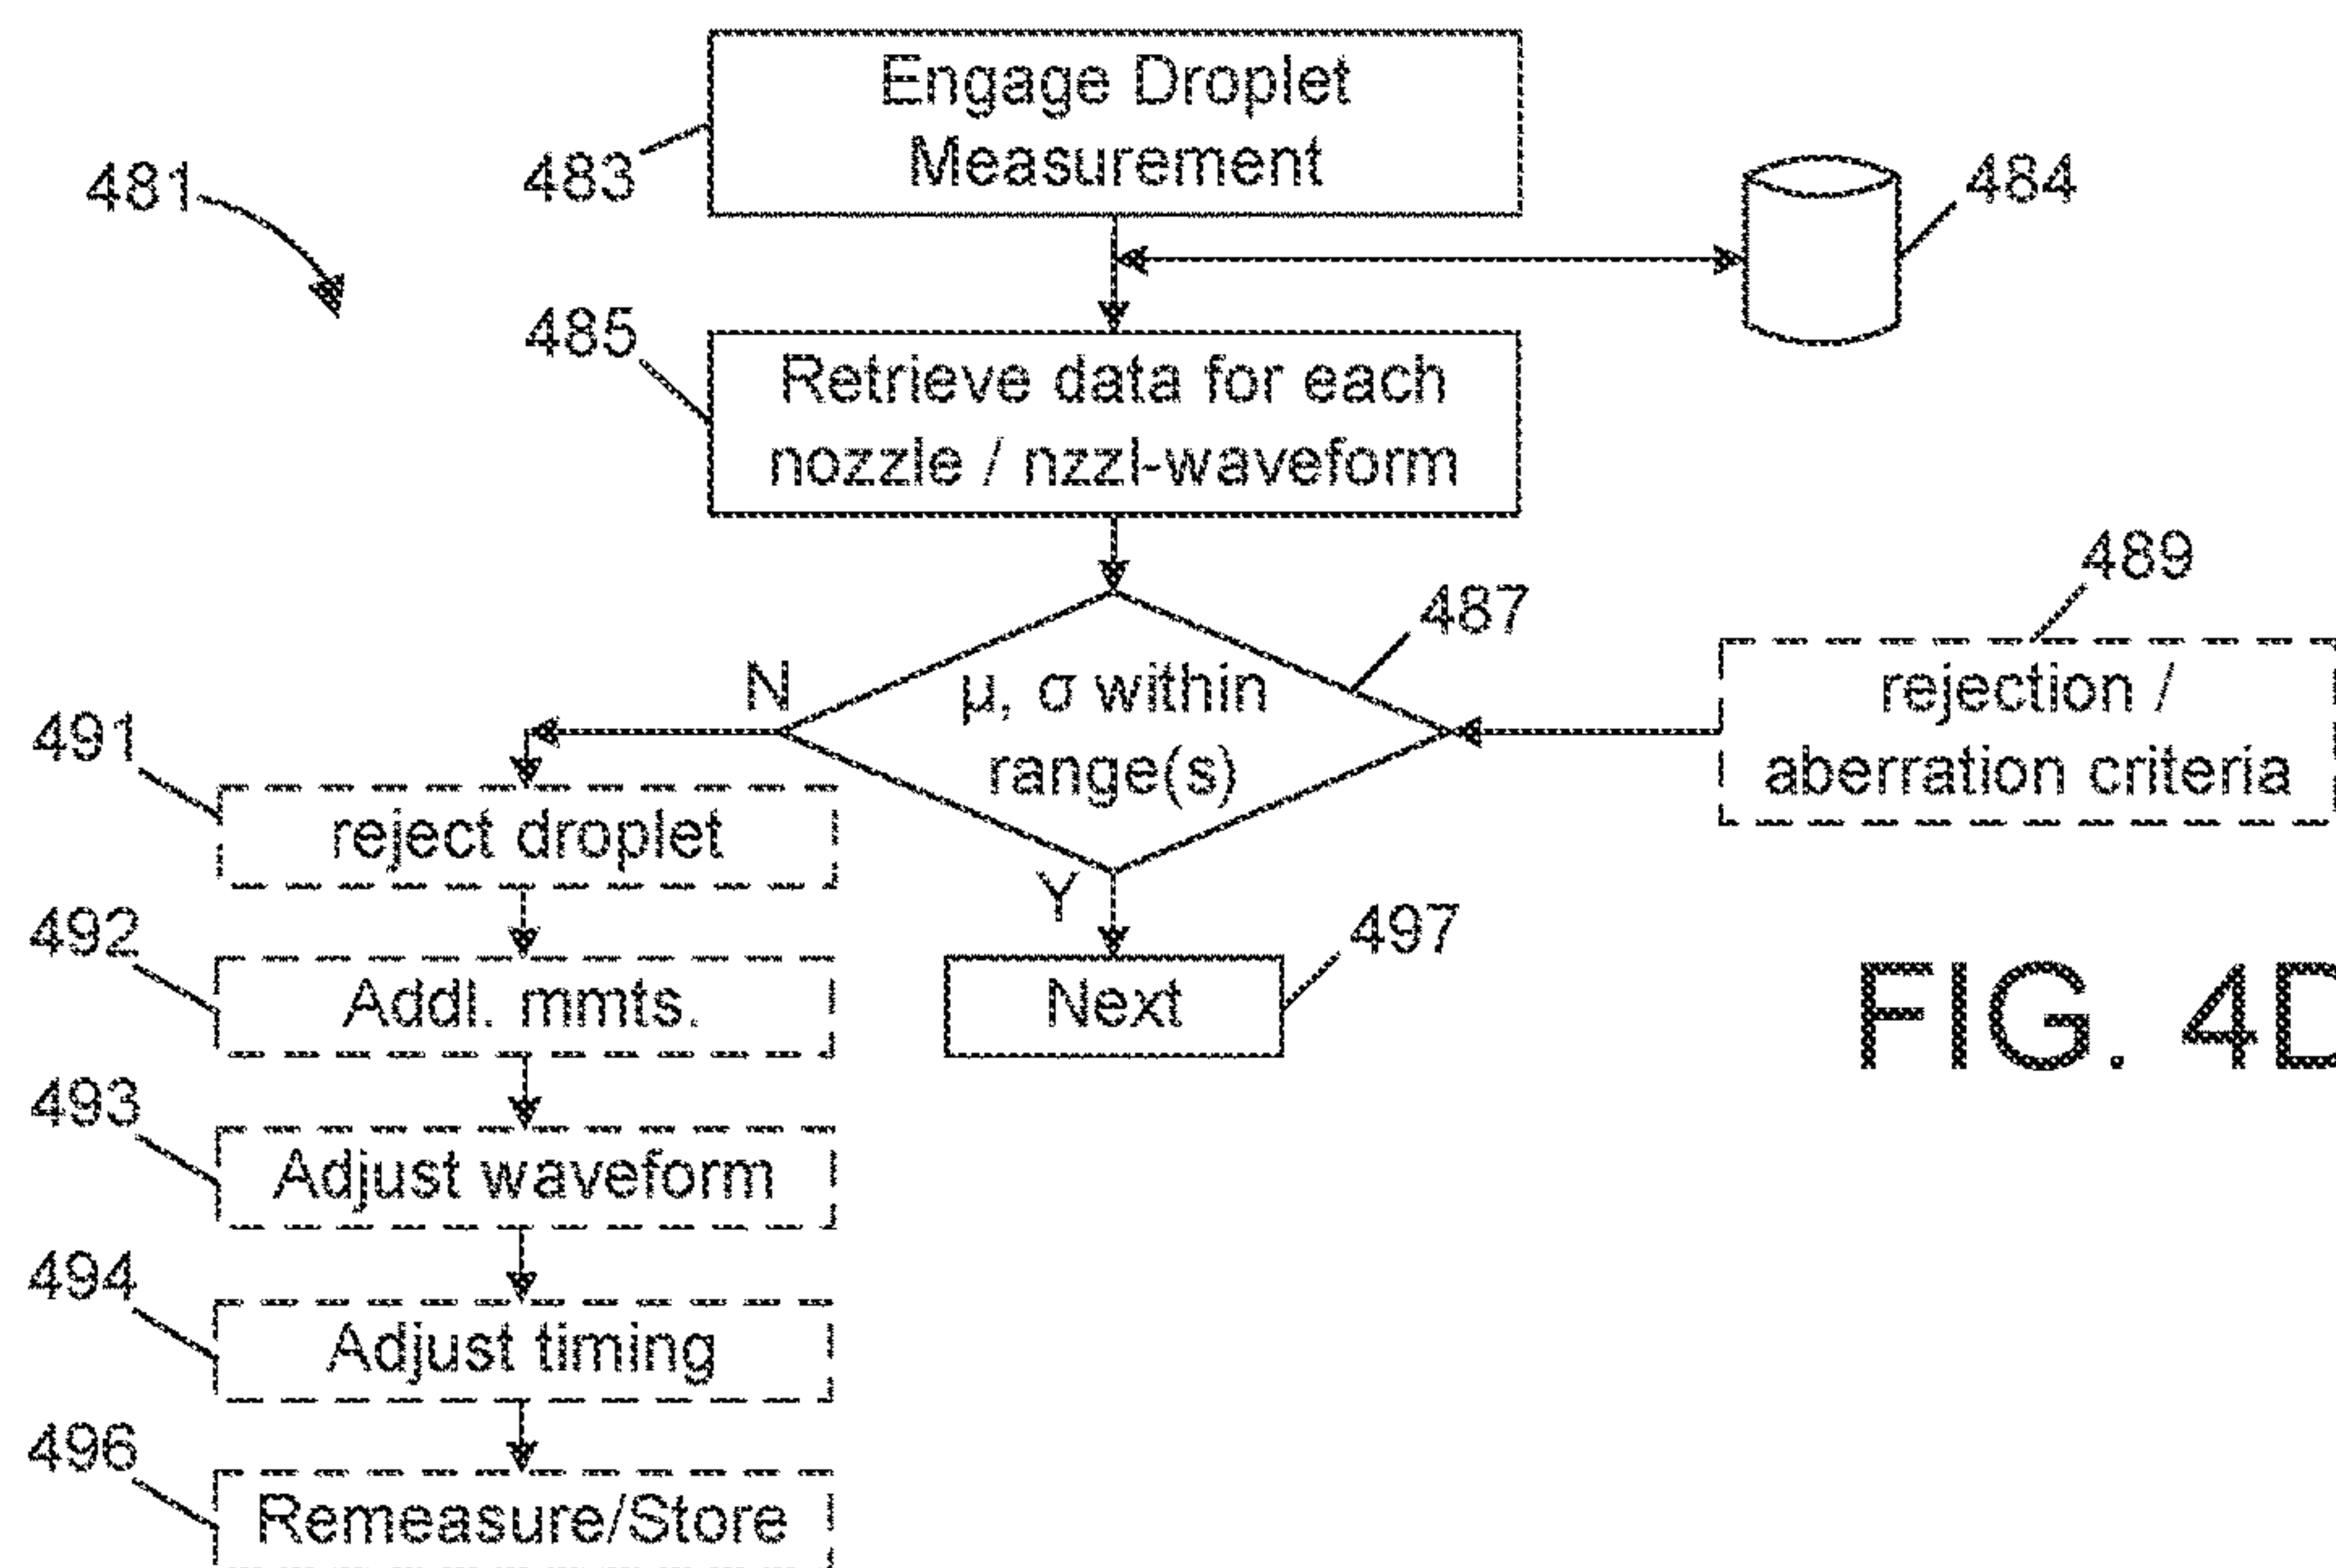 Engage Droplet
Measurement
481
483
484
485
Retrieve data for each
nozzle / nzzl-waveform
487
489
N
μ, σ within
range(s)
rejection /
aberration criteria
491
reject droplet
Y
492
Addl. mmts.
497
Next
FIG. 4D
493
Adjust waveform
494
Adjust timing
496
Remeasure/Store